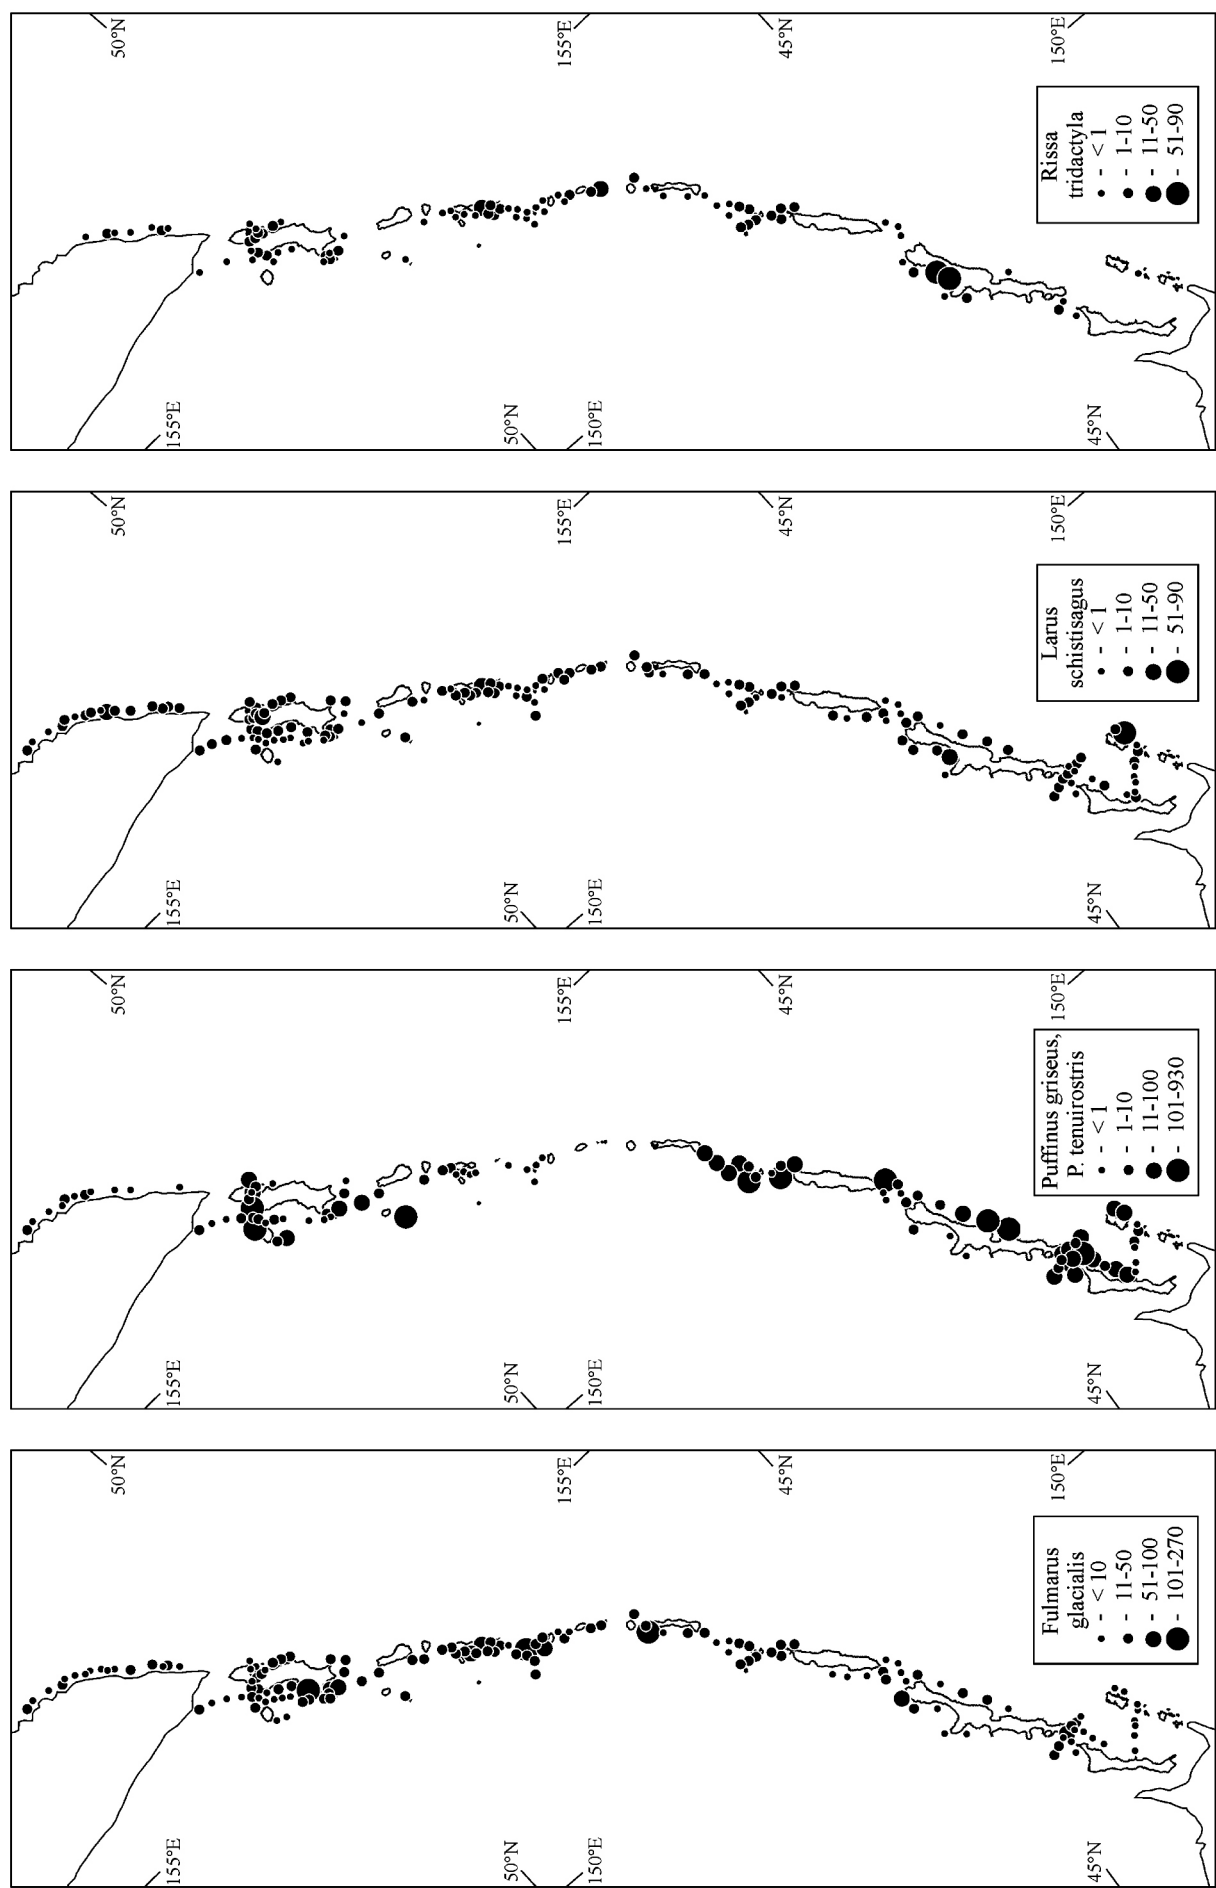 50°N
155°E
45°N
150°E
Rissa
tridactyla
- < 1
- 1-10
- 11-50
- 51-90
155°E
50°N
150°E
45°N
50°N
155°E
45°N
150°E
Larus
schistisagus
- < 1
- 1-10
- 11-50
- 51-90
155°E
50°N
150°E
45°N
50°N
155°E
45°N
150°E
Puffinus griseus,
P. tenuirostris
- < 1
- 1-10
- 11-100
- 101-930
155°E
50°N
150°E
45°N
50°N
155°E
45°N
150°E
Fulmarus
glacialis
- < 10
- 11-50
- 51-100
- 101-270
155°E
50°N
150°E
45°N